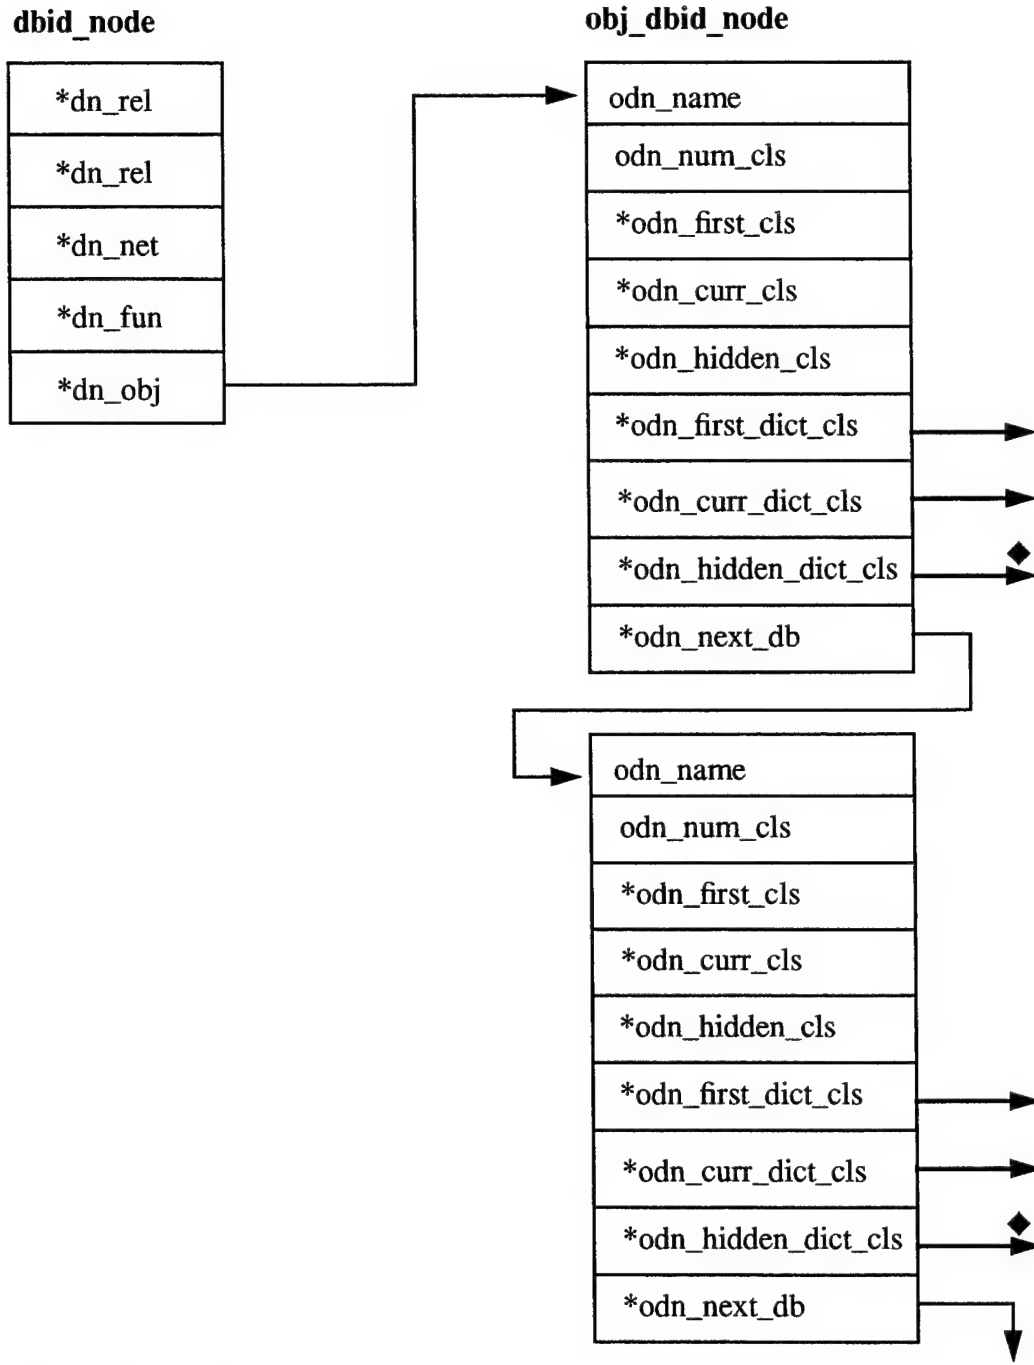 dbid_node
*dn_rel
*dn_rel
*dn_net
*dn_fun
*dn_obj
obj_dbid_node
odn_name
odn_num_cls
*odn_first_cls
*odn_curr_cls
*odn_hidden_cls
*odn_first_dict_cls
*odn_curr_dict_cls
*odn_hidden_dict_cls
*odn_next_db
odn_name
odn_num_cls
*odn_first_cls
*odn_curr_cls
*odn_hidden_cls
*odn_first_dict_cls
*odn_curr_dict_cls
*odn_hidden_dict_cls
*odn_next_db